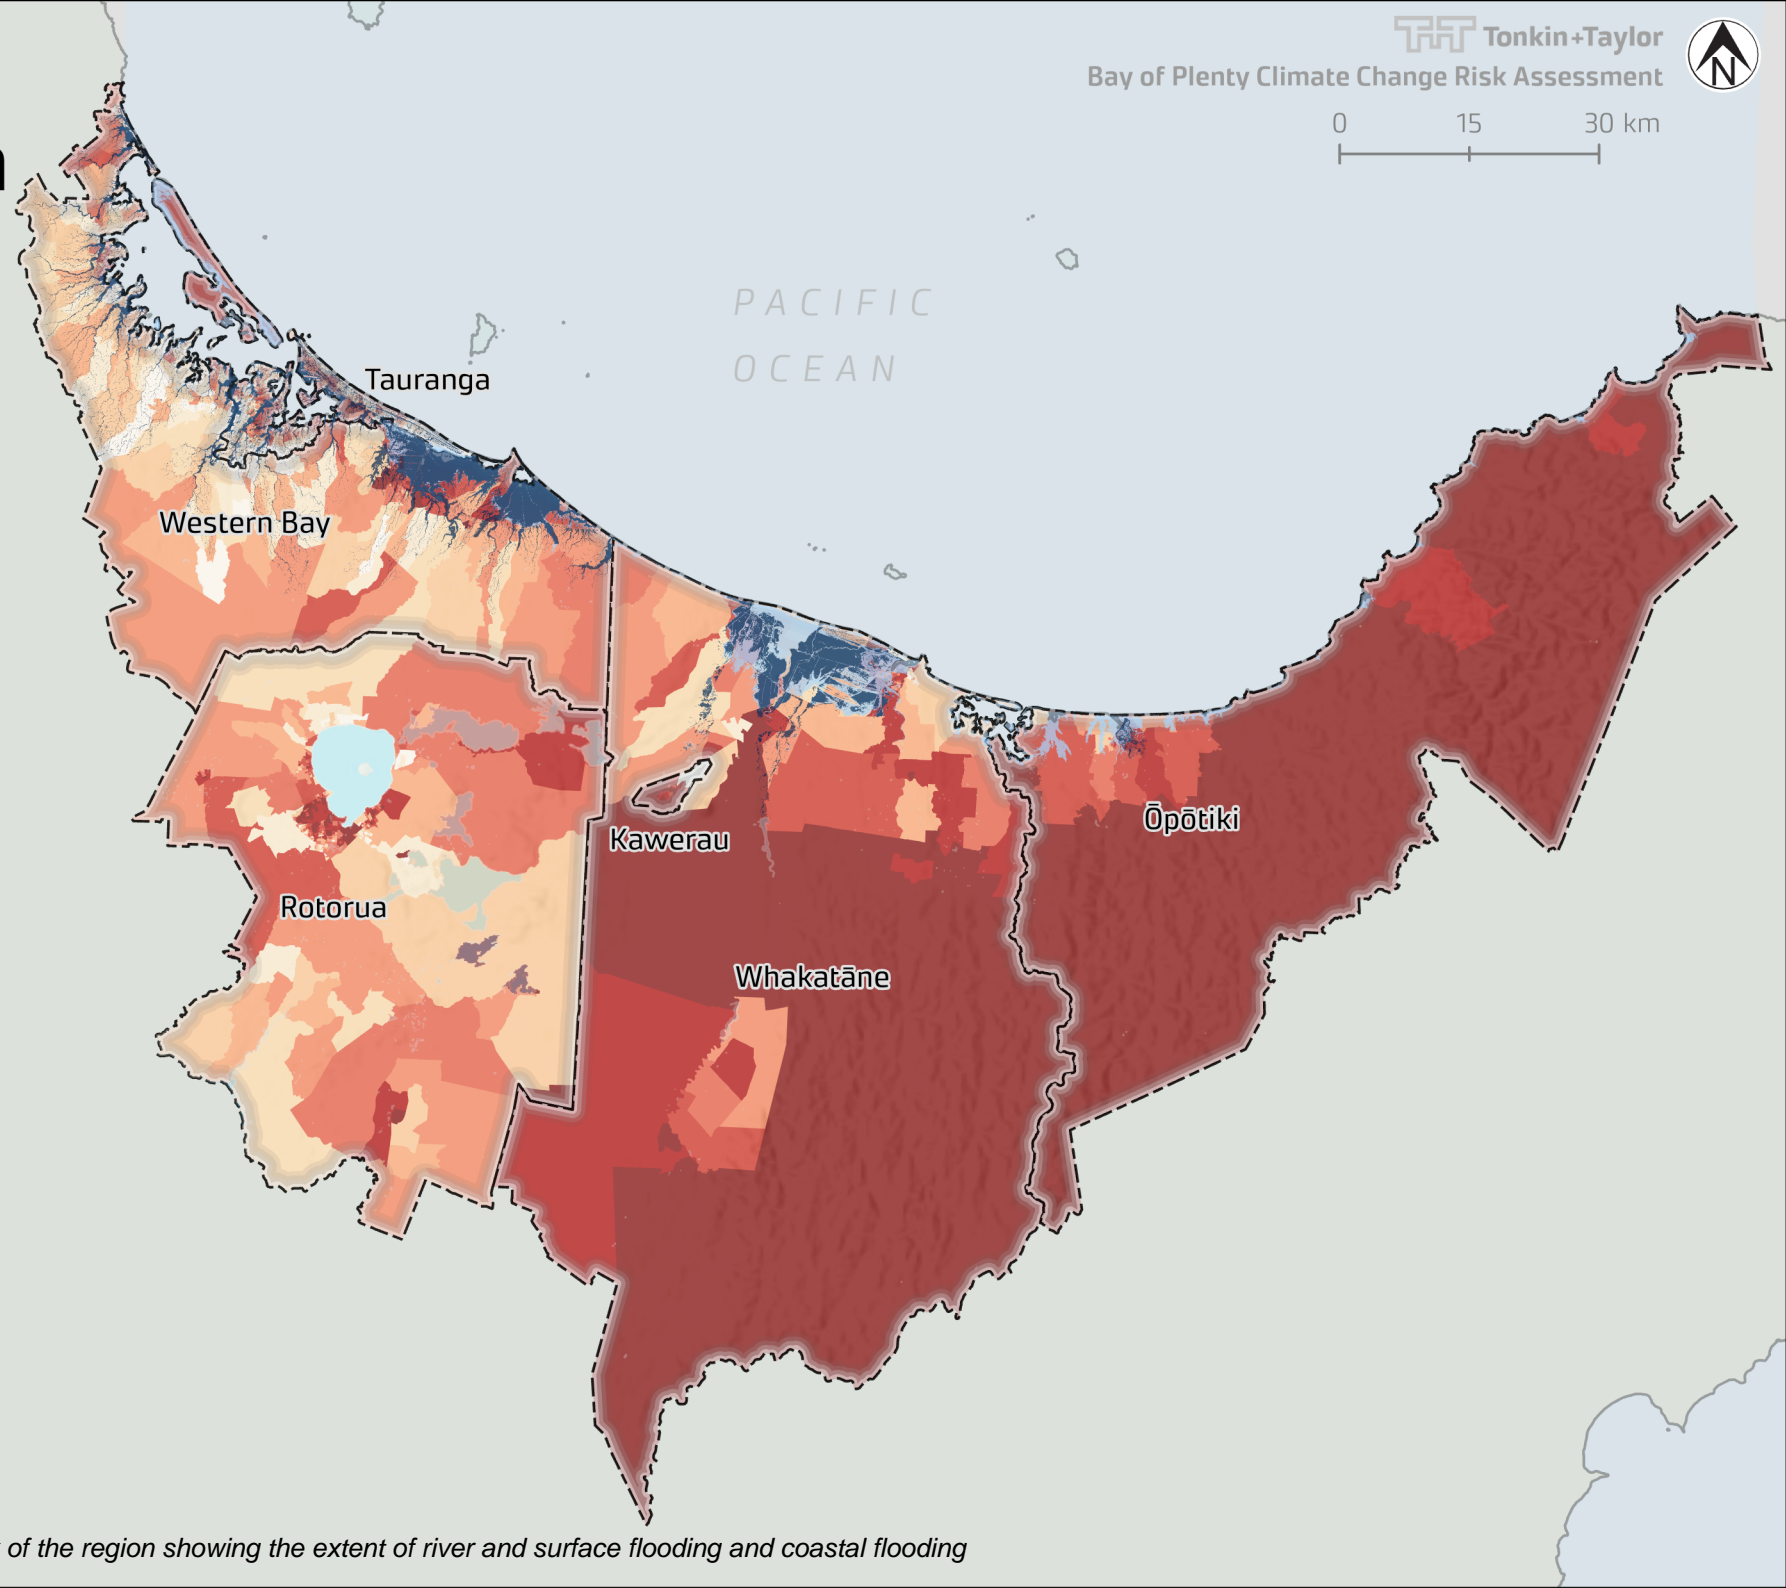 Tonkin+Taylor
Bay of Plenty Climate Change Risk Assessment
N
0 15 30 km
PACIFIC
OCEAN
Tauranga
Western Bay
Kawerau
Ōpōtiki
Rotorua
Whakatāne
of the region showing the extent of river and surface flooding and coastal flooding